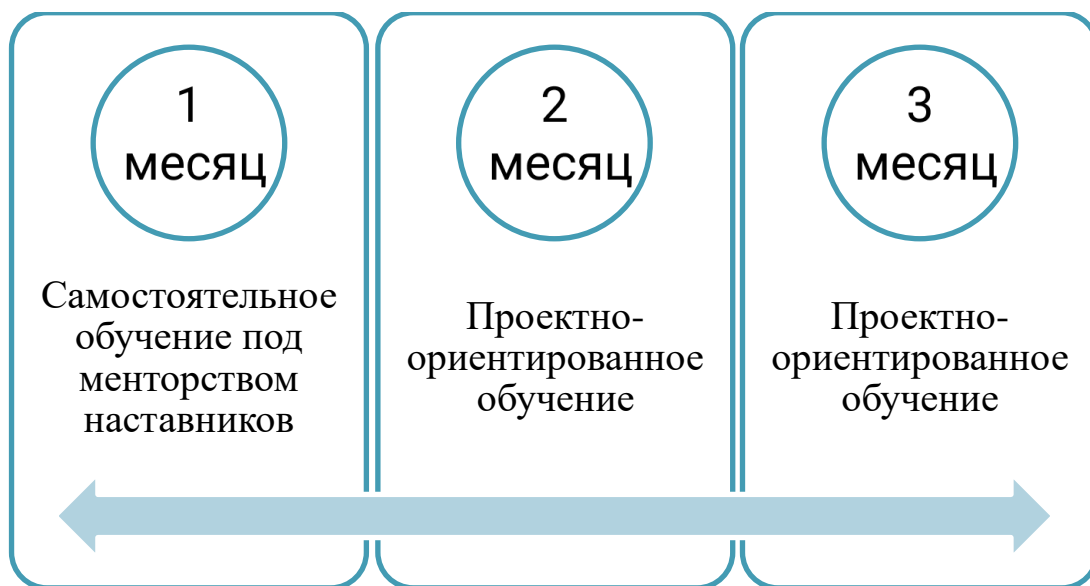 1
месяц
Самостоятельное
обучение под
менторством
наставников
2
месяц
Проектно-
ориентированное
обучение
3
месяц
Проектно-
ориентированное
обучение